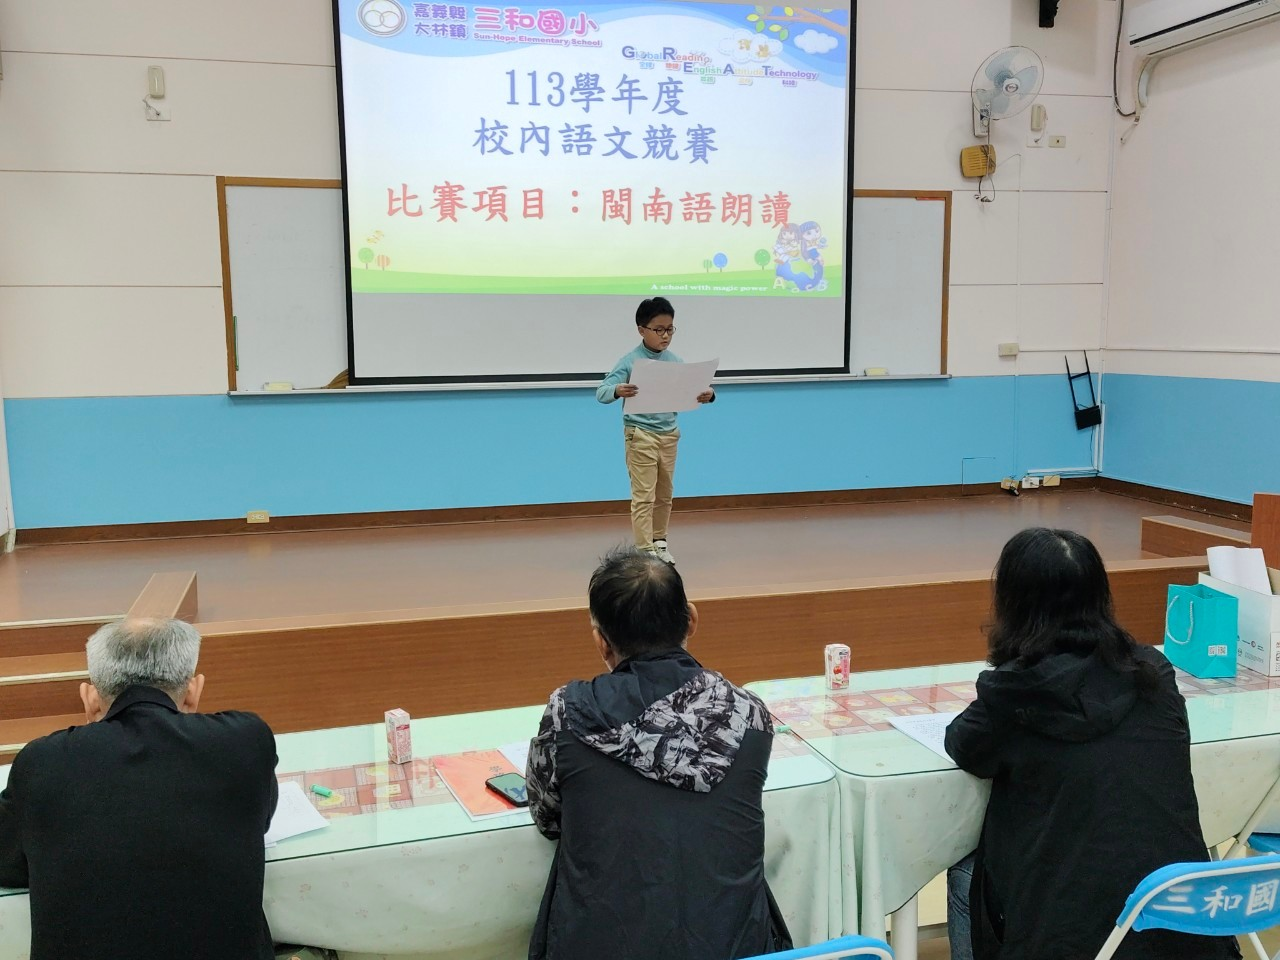 嘉義縣
大林鎮
三和國小
Sun-Hope Elementary School
Global Reading
English Attitude Technology
113學年度
校內語文競賽
比賽項目：閩南語朗讀
A school with magic power
三和國